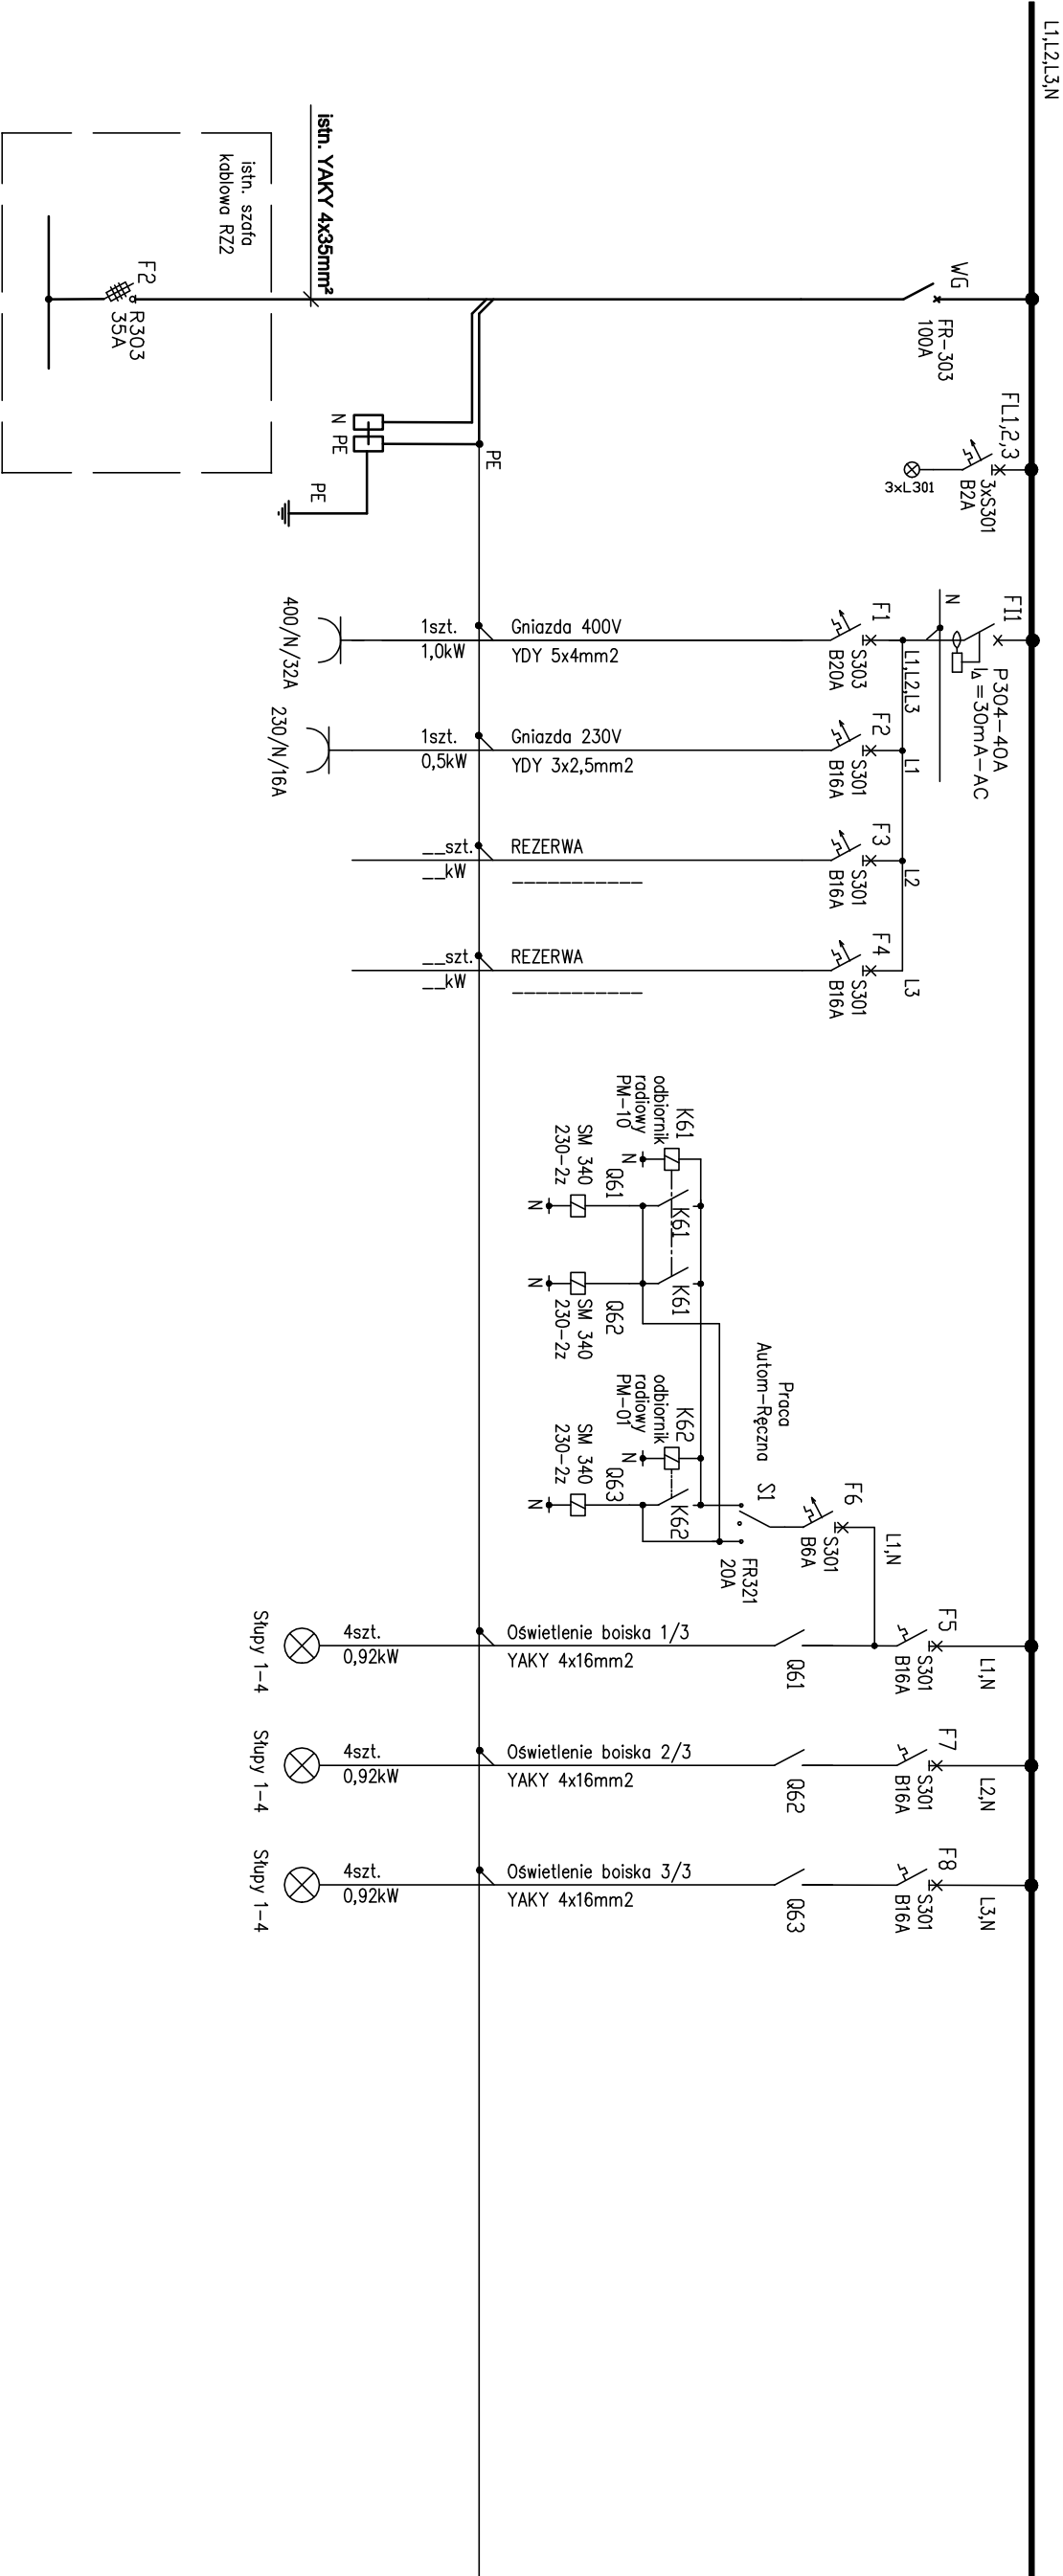 L1,L2,L3,N
WG
FR-303
100A
istn. YAKY 4x35mm²
istn. szafa
kablowa RZ2
F2
R303
35A
N
PE
PE
PE
FL1,2,3
3xS301
B2A
3xL301
FI1
P304-40A
I∆=30mA-AC
N
L1,L2,L3
F1
S303
B20A
Gniazda 400V
YDY 5x4mm2
1szt.
1,0kW
400/N/32A
L1
F2
S301
B16A
Gniazda 230V
YDY 3x2,5mm2
1szt.
0,5kW
230/N/16A
L2
F3
S301
B16A
REZERWA
___________
__szt.
__kW
L3
F4
S301
B16A
REZERWA
___________
__szt.
__kW
K61
odbiornik
radiowy
PM-10
N
K61
Q61
SM 340
230-2z
N
K61
Q62
SM 340
230-2z
N
Praca
Autom-Ręczna
S1
FR321
20A
K62
odbiornik
radiowy
PM-01
N
K62
Q63
SM 340
230-2z
N
F6
S301
B6A
L1,N
F5
S301
B16A
L1,N
Q61
Oświetlenie boiska 1/3
YAKY 4x16mm2
4szt.
0,92kW
Słupy 1-4
F7
S301
B16A
L2,N
Q62
Oświetlenie boiska 2/3
YAKY 4x16mm2
4szt.
0,92kW
Słupy 1-4
F8
S301
B16A
L3,N
Q63
Oświetlenie boiska 3/3
YAKY 4x16mm2
4szt.
0,92kW
Słupy 1-4